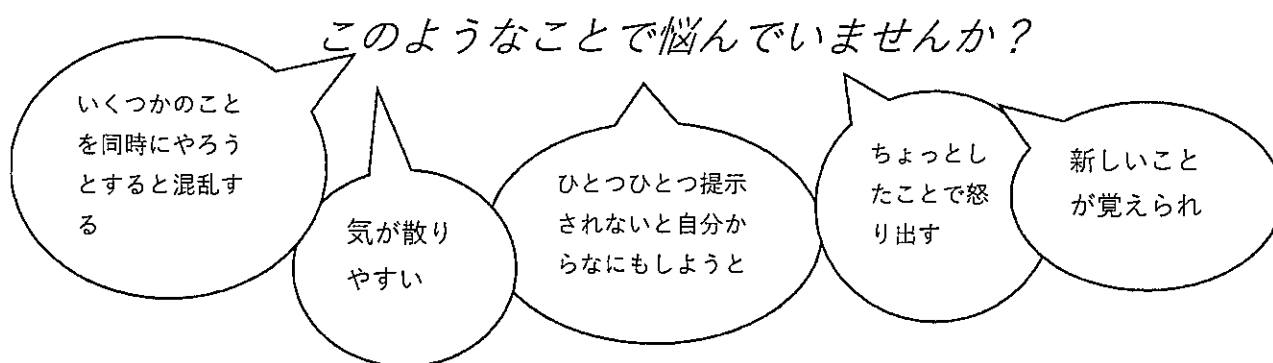 このようなことで悩んでいませんか？
いくつかのこと
を同時にやろう
とすると混乱す
る
気が散り
やすい
ひとつひとつ提示
されないと自分か
らなにもしようと
ちょっとし
たことで怒
り出す
新しいこと
が覚えられ